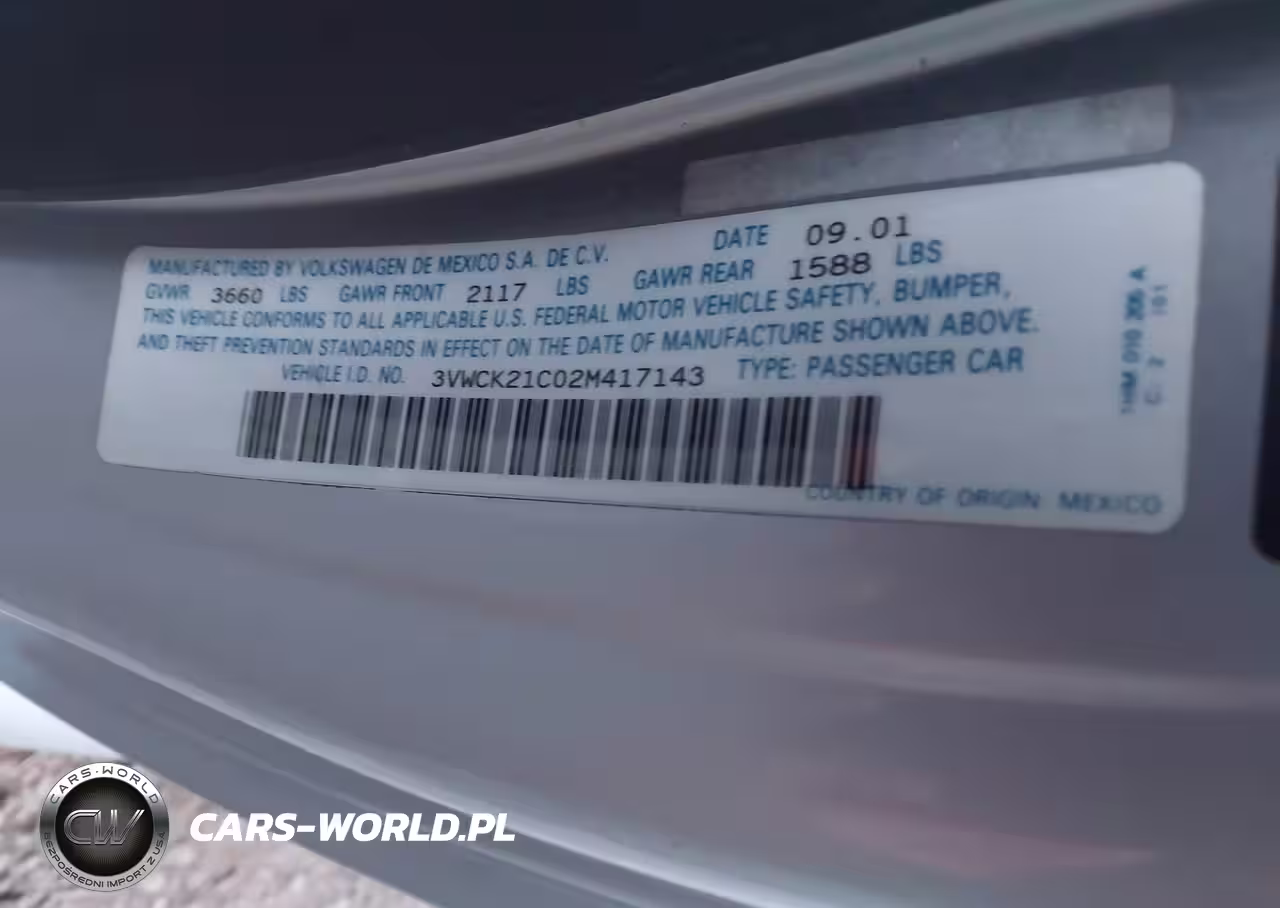 MANUFACTURED BY VOLKSWAGEN DE MEXICO S.A. DE C.V. DATE 09.01
GVWR 3660 LBS GAWR FRONT 2117 LBS GAWR REAR 1588 LBS
THIS VEHICLE CONFORMS TO ALL APPLICABLE U.S. FEDERAL MOTOR VEHICLE SAFETY, BUMPER,
AND THEFT PREVENTION STANDARDS IN EFFECT ON THE DATE OF MANUFACTURE SHOWN ABOVE.
VEHICLE I.D. NO. 3VWCK21C02M417143 TYPE: PASSENGER CAR
COUNTRY OF ORIGIN MEXICO
CARS-WORLD
CW
BEZPOŚREDNI IMPORT Z USA
CARS-WORLD.PL